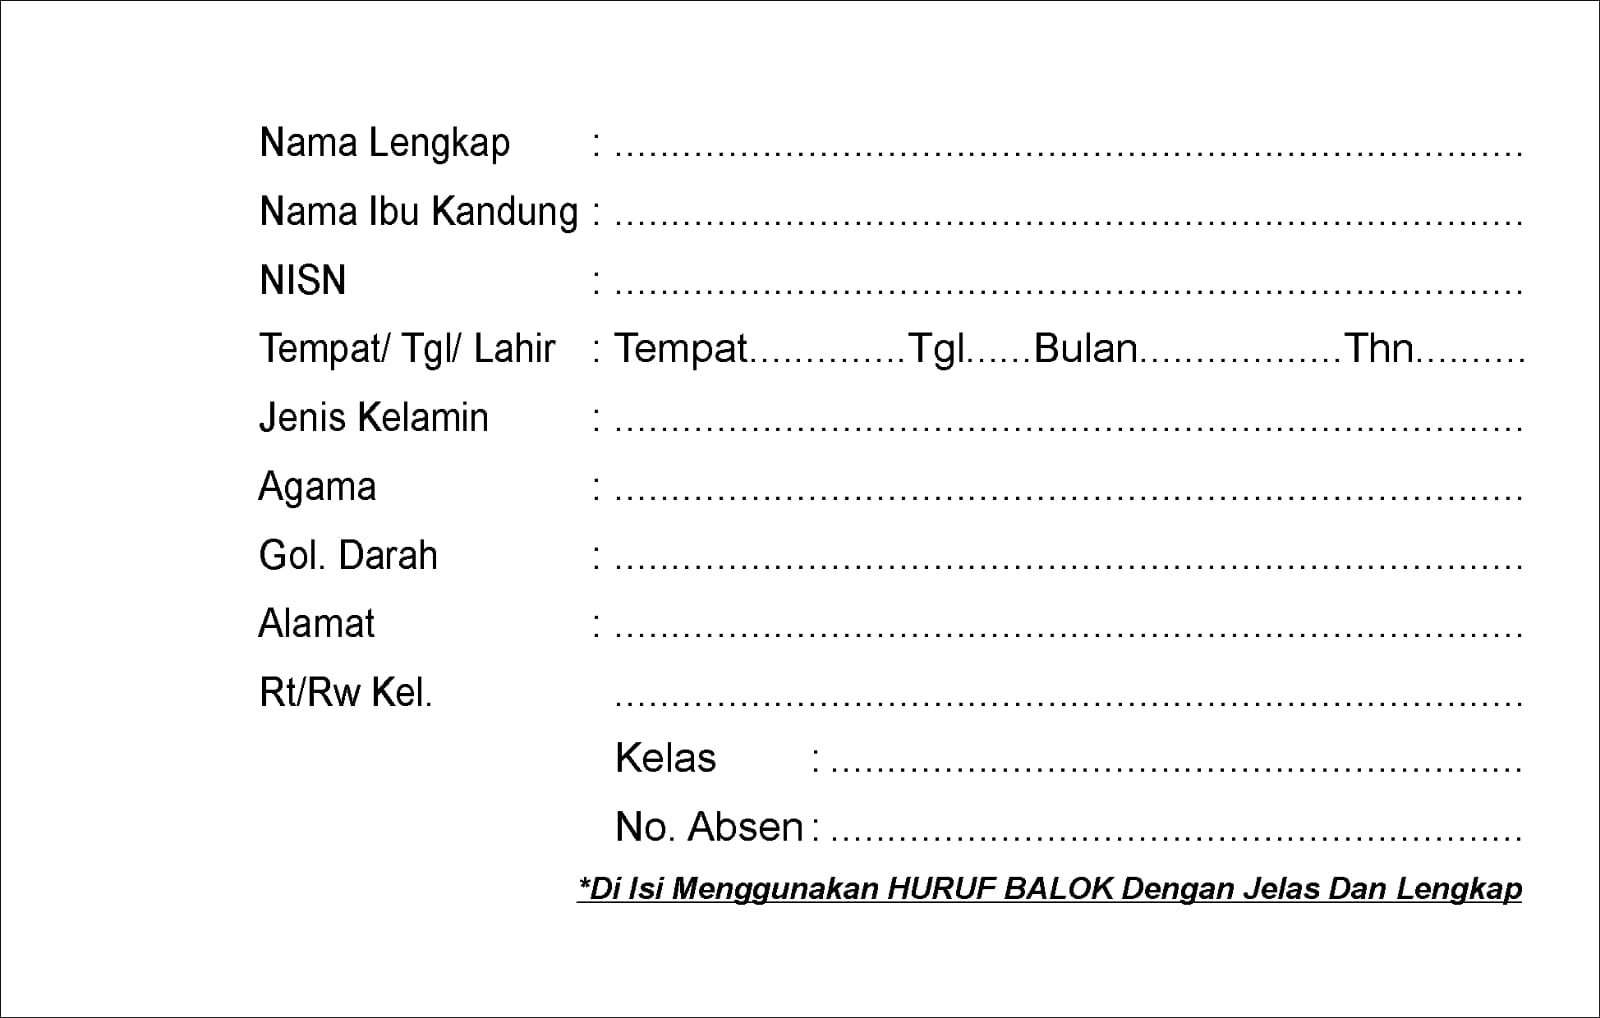 Nama Lengkap : ................................................................................
Nama Ibu Kandung : ................................................................................
NISN : ................................................................................
Tempat/ Tgl/ Lahir : Tempat..............Tgl......Bulan..................Thn..........
Jenis Kelamin : ................................................................................
Agama : ................................................................................
Gol. Darah : ................................................................................
Alamat : ................................................................................
Rt/Rw Kel. ................................................................................
Kelas : .............................................................
No. Absen : .............................................................
*Di Isi Menggunakan HURUF BALOK Dengan Jelas Dan Lengkap